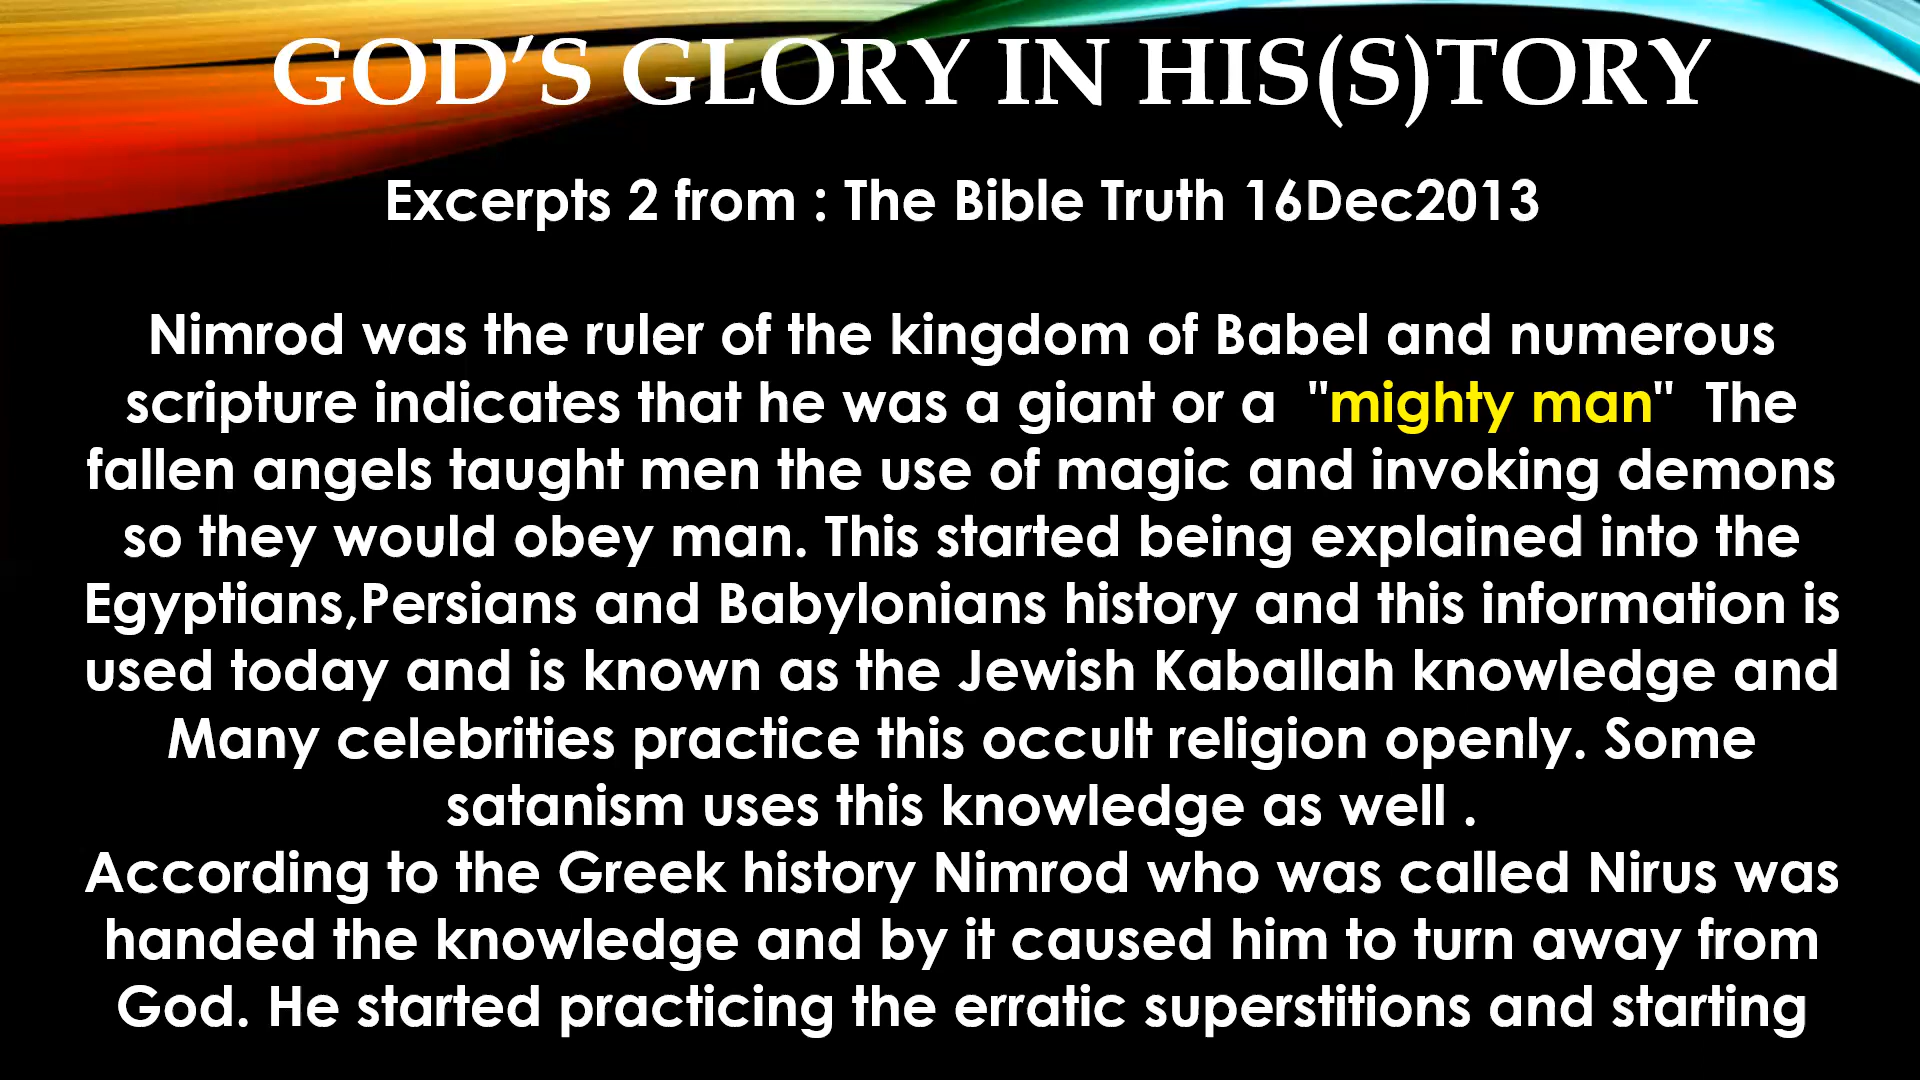 GOD’S GLORY IN HIS(S)TORY
Excerpts 2 from : The Bible Truth 16Dec2013
Nimrod was the ruler of the kingdom of Babel and numerous
scripture indicates that he was a giant or a "mighty man" The
fallen angels taught men the use of magic and invoking demons
so they would obey man. This started being explained into the
Egyptians,Persians and Babylonians history and this information is
used today and is known as the Jewish Kaballah knowledge and
Many celebrities practice this occult religion openly. Some
satanism uses this knowledge as well .
According to the Greek history Nimrod who was called Nirus was
handed the knowledge and by it caused him to turn away from
God. He started practicing the erratic superstitions and starting